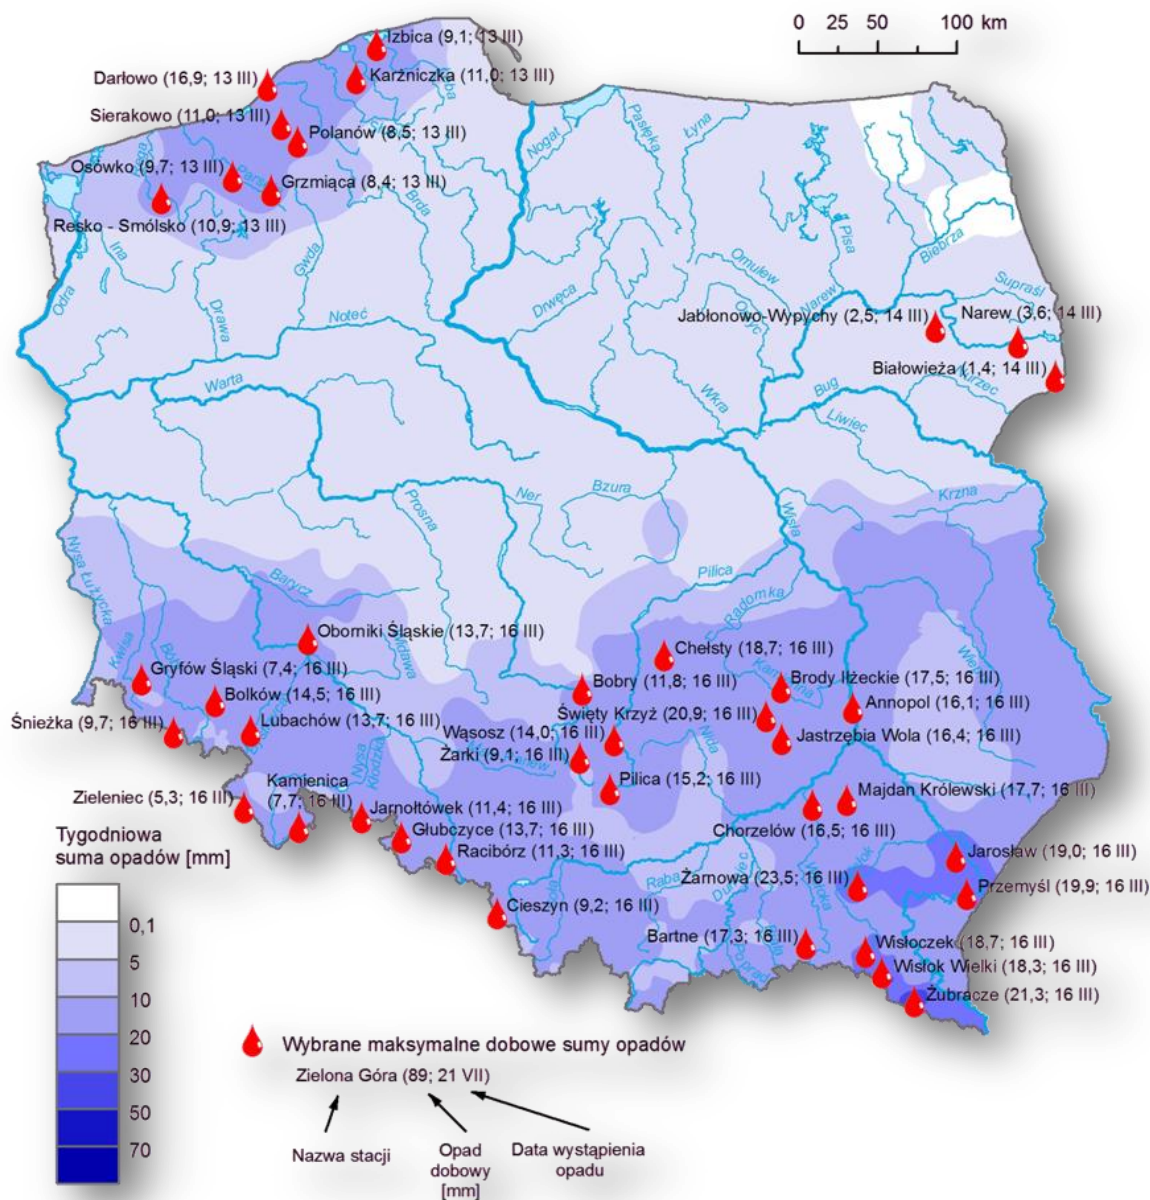 0 25 50 100 km
Izbica (9,1; 13 III)
Darłowo (16,9; 13 III)
Karżniczka (11,0; 13 III)
Sierakowo (11,0; 13 III)
Polanów (8,5; 13 III)
Osówko (9,7; 13 III)
Grzmiąca (8,4; 13 III)
Resko - Smólsko (10,9; 13 III)
Nogat
Pasłęka
Łyna
Brda
Ina
Gwda
Odra
Drawa
Noteć
Drwęca
Omulew
Pisa
Biebrza
Narew
Supraśl
Jabłonowo-Wypychy (2,5; 14 III)
Narew (3,6; 14 III)
Białowieża (1,4; 14 III)
Warta
Wkra
Bug
Liwiec
Krzna
Prosna
Ner
Bzura
Wisła
Nysa Łużycka
Barycz
Pilica
Radomka
Kwisa
Widawa
Oborniki Śląskie (13,7; 16 III)
Chełsty (18,7; 16 III)
Gryfów Śląski (7,4; 16 III)
Bolków (14,5; 16 III)
Bobry (11,8; 16 III)
Brody Iłżeckie (17,5; 16 III)
Annopol (16,1; 16 III)
Śnieżka (9,7; 16 III)
Lubachów (13,7; 16 III)
Święty Krzyż (20,9; 16 III)
Wąsosz (14,0; 16 III)
Jastrzębia Wola (16,4; 16 III)
Żarki (9,1; 16 III)
Nida
Nysa
Kłodzka
Pilica (15,2; 16 III)
Zieleniec (5,3; 16 III)
Kamienica
(7,7; 16 III)
Jarnołtówek (11,4; 16 III)
Majdan Królewski (17,7; 16 III)
Głubczyce (13,7; 16 III)
Chorzelów (16,5; 16 III)
Racibórz (11,3; 16 III)
Jarosław (19,0; 16 III)
Raba
Dunajec
Żarnowa (23,5; 16 III)
Przemyśl (19,9; 16 III)
Cieszyn (9,2; 16 III)
Bartne (17,3; 16 III)
Poprad
Wisłoczek (18,7; 16 III)
Wisłok Wielki (18,3; 16 III)
Żubracze (21,3; 16 III)
Tygodniowa
suma opadów [mm]
0,1
5
10
20
30
50
70
Wybrane maksymalne dobowe sumy opadów
Zielona Góra (89; 21 VII)
Nazwa stacji
Opad
dobowy
[mm]
Data wystąpienia
opadu